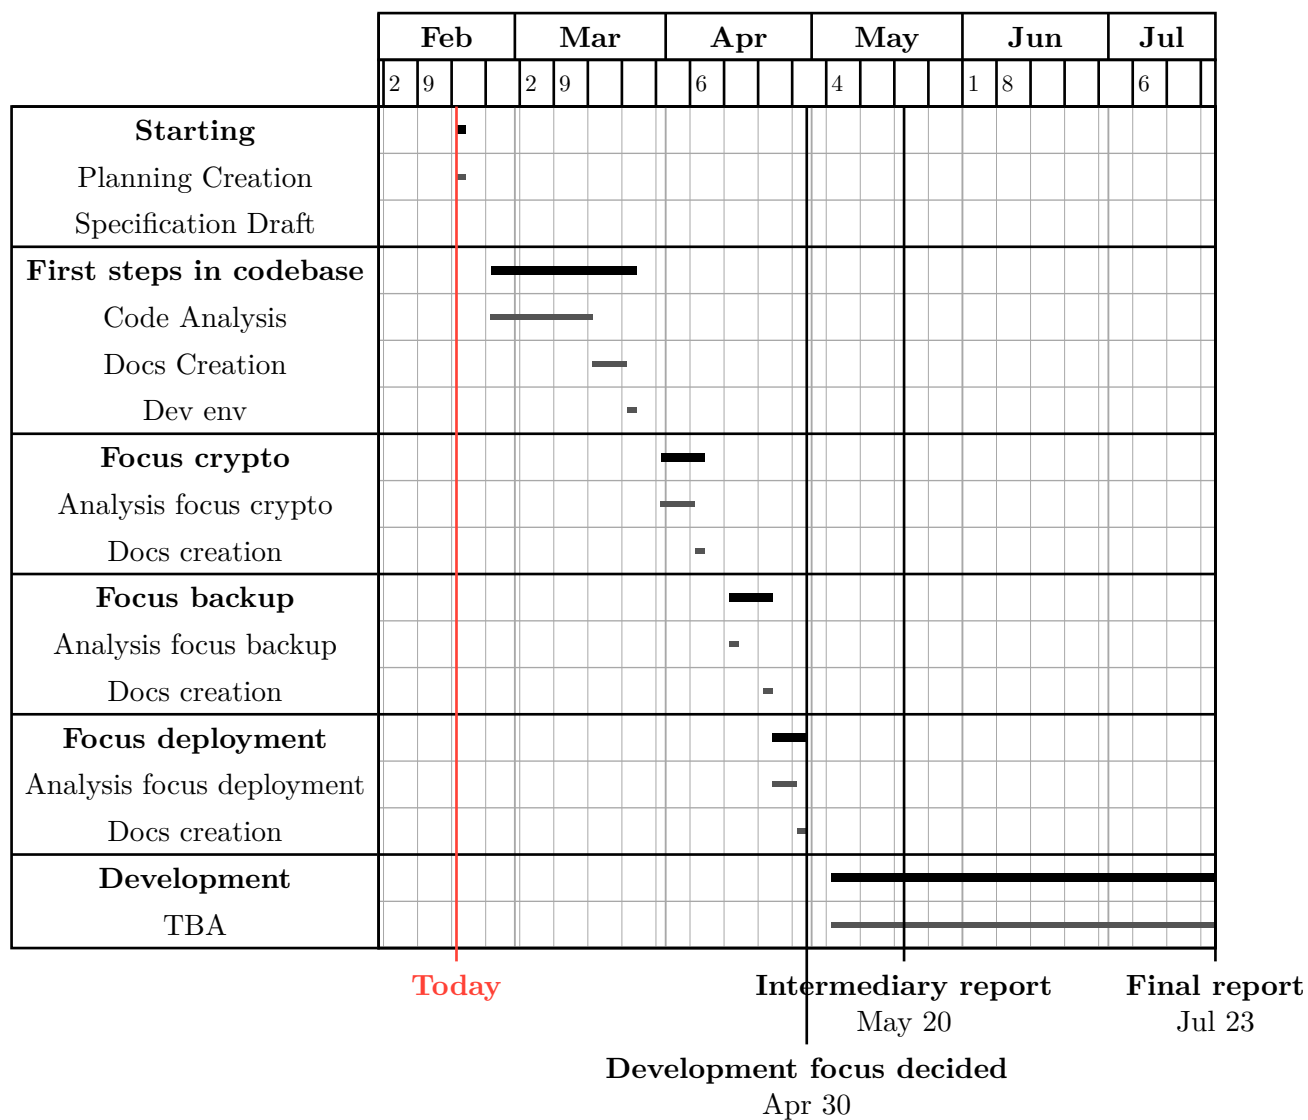 Feb Mar Apr May Jun Jul
2 9 2 9 6 4 1 8 6
Starting
Planning Creation
Specification Draft
First steps in codebase
Code Analysis
Docs Creation
Dev env
Focus crypto
Analysis focus crypto
Docs creation
Focus backup
Analysis focus backup
Docs creation
Focus deployment
Analysis focus deployment
Docs creation
Development
TBA
Today Intermediary report Final report
May 20 Jul 23
Development focus decided
Apr 30